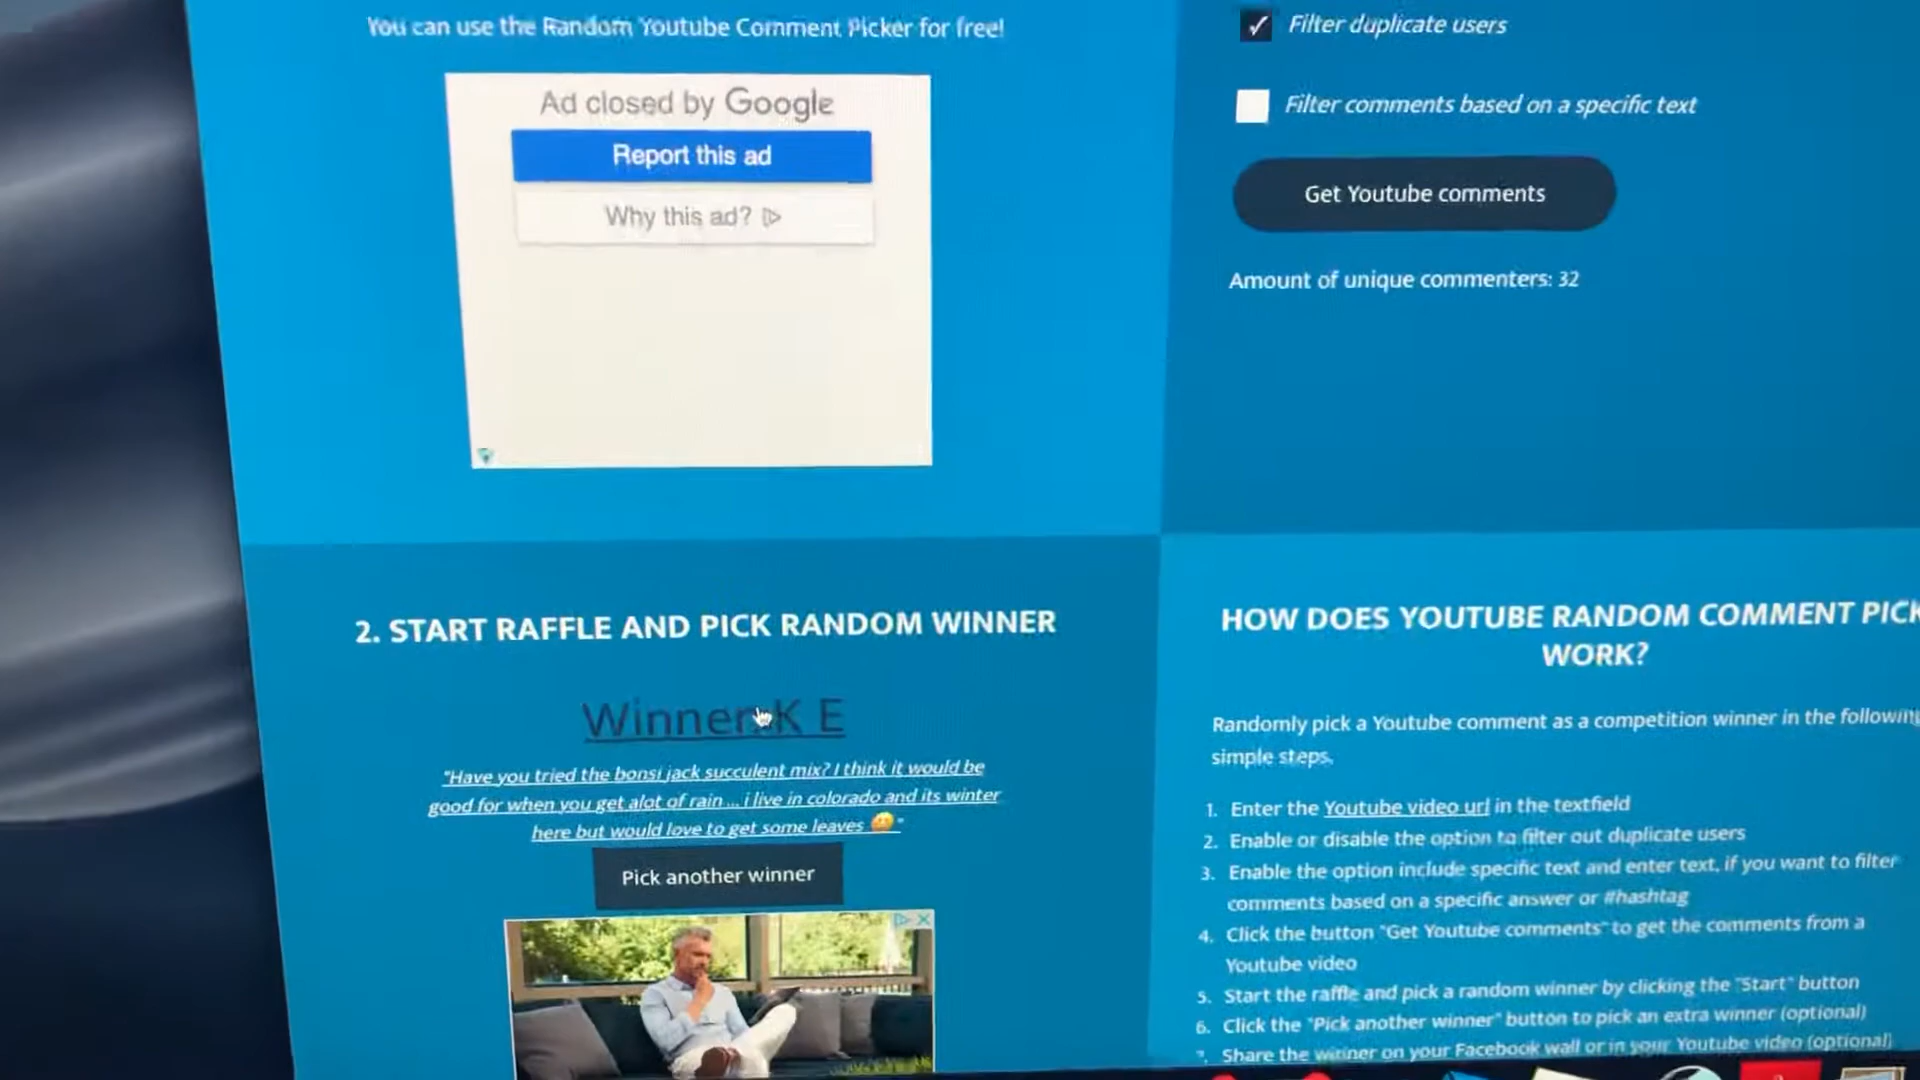 You can use the Random Youtube Comment Picker for free!
Ad closed by Google
Report this ad
Why this ad?
Filter duplicate users
Filter comments based on a specific text
Get Youtube comments
Amount of unique commenters: 32
2. START RAFFLE AND PICK RANDOM WINNER
Winner: K E
"Have you tried the bonsi jack succulent mix? I think it would be
good for when you get alot of rain... i live in colorado and its winter
here but would love to get some leaves 😊"
Pick another winner
HOW DOES YOUTUBE RANDOM COMMENT PICK
WORK?
Randomly pick a Youtube comment as a competition winner in the following
simple steps.
1. Enter the Youtube video url in the textfield
2. Enable or disable the option to filter out duplicate users
3. Enable the option include specific text and enter text, if you want to filter
comments based on a specific answer or #hashtag
4. Click the button "Get Youtube comments" to get the comments from a
Youtube video
5. Start the raffle and pick a random winner by clicking the "Start" button
6. Click the "Pick another winner" button to pick an extra winner (optional)
Share the winner on your Facebook wall or in your Youtube video (optional)